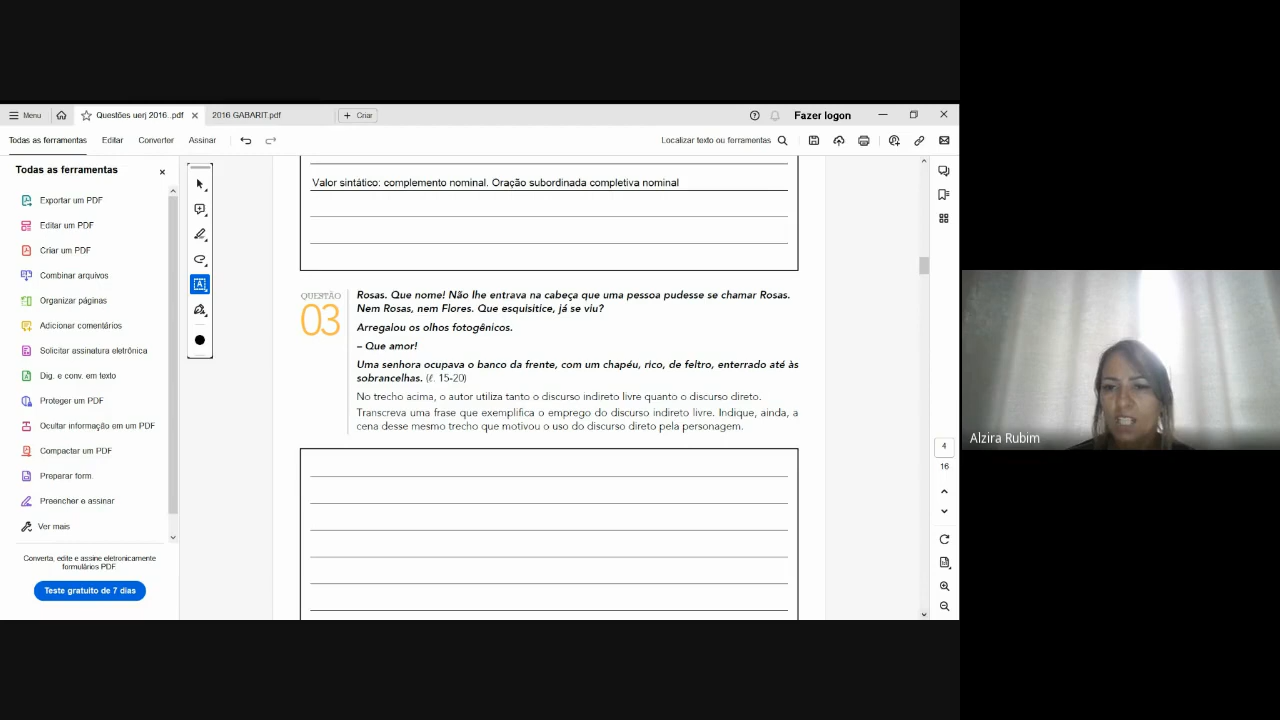 Menu
Questões uerj 2016..pdf
2016 GABARIT.pdf
+ Criar
Fazer logon
Todas as ferramentas
Editar
Converter
Assinar
Localizar texto ou ferramentas
Todas as ferramentas
Exportar um PDF
Editar um PDF
Criar um PDF
Combinar arquivos
Organizar páginas
Adicionar comentários
Solicitar assinatura eletrônica
Dig. e conv. em texto
Proteger um PDF
Ocultar informação em um PDF
Compactar um PDF
Preparar form.
Preencher e assinar
Ver mais
Converta, edite e assine eletronicamente
formulários PDF
Teste gratuito de 7 dias
Valor sintático: complemento nominal. Oração subordinada completiva nominal
QUESTÃO
03
Rosas. Que nome! Não lhe entrava na cabeça que uma pessoa pudesse se chamar Rosas.
Nem Rosas, nem Flores. Que esquisitice, já se viu?
Arregalou os olhos fotogênicos.
– Que amor!
Uma senhora ocupava o banco da frente, com um chapéu, rico, de feltro, enterrado até às
sobrancelhas. (ℓ. 15-20)
No trecho acima, o autor utiliza tanto o discurso indireto livre quanto o discurso direto.
Transcreva uma frase que exemplifica o emprego do discurso indireto livre. Indique, ainda, a
cena desse mesmo trecho que motivou o uso do discurso direto pela personagem.
4
16
Alzira Rubim